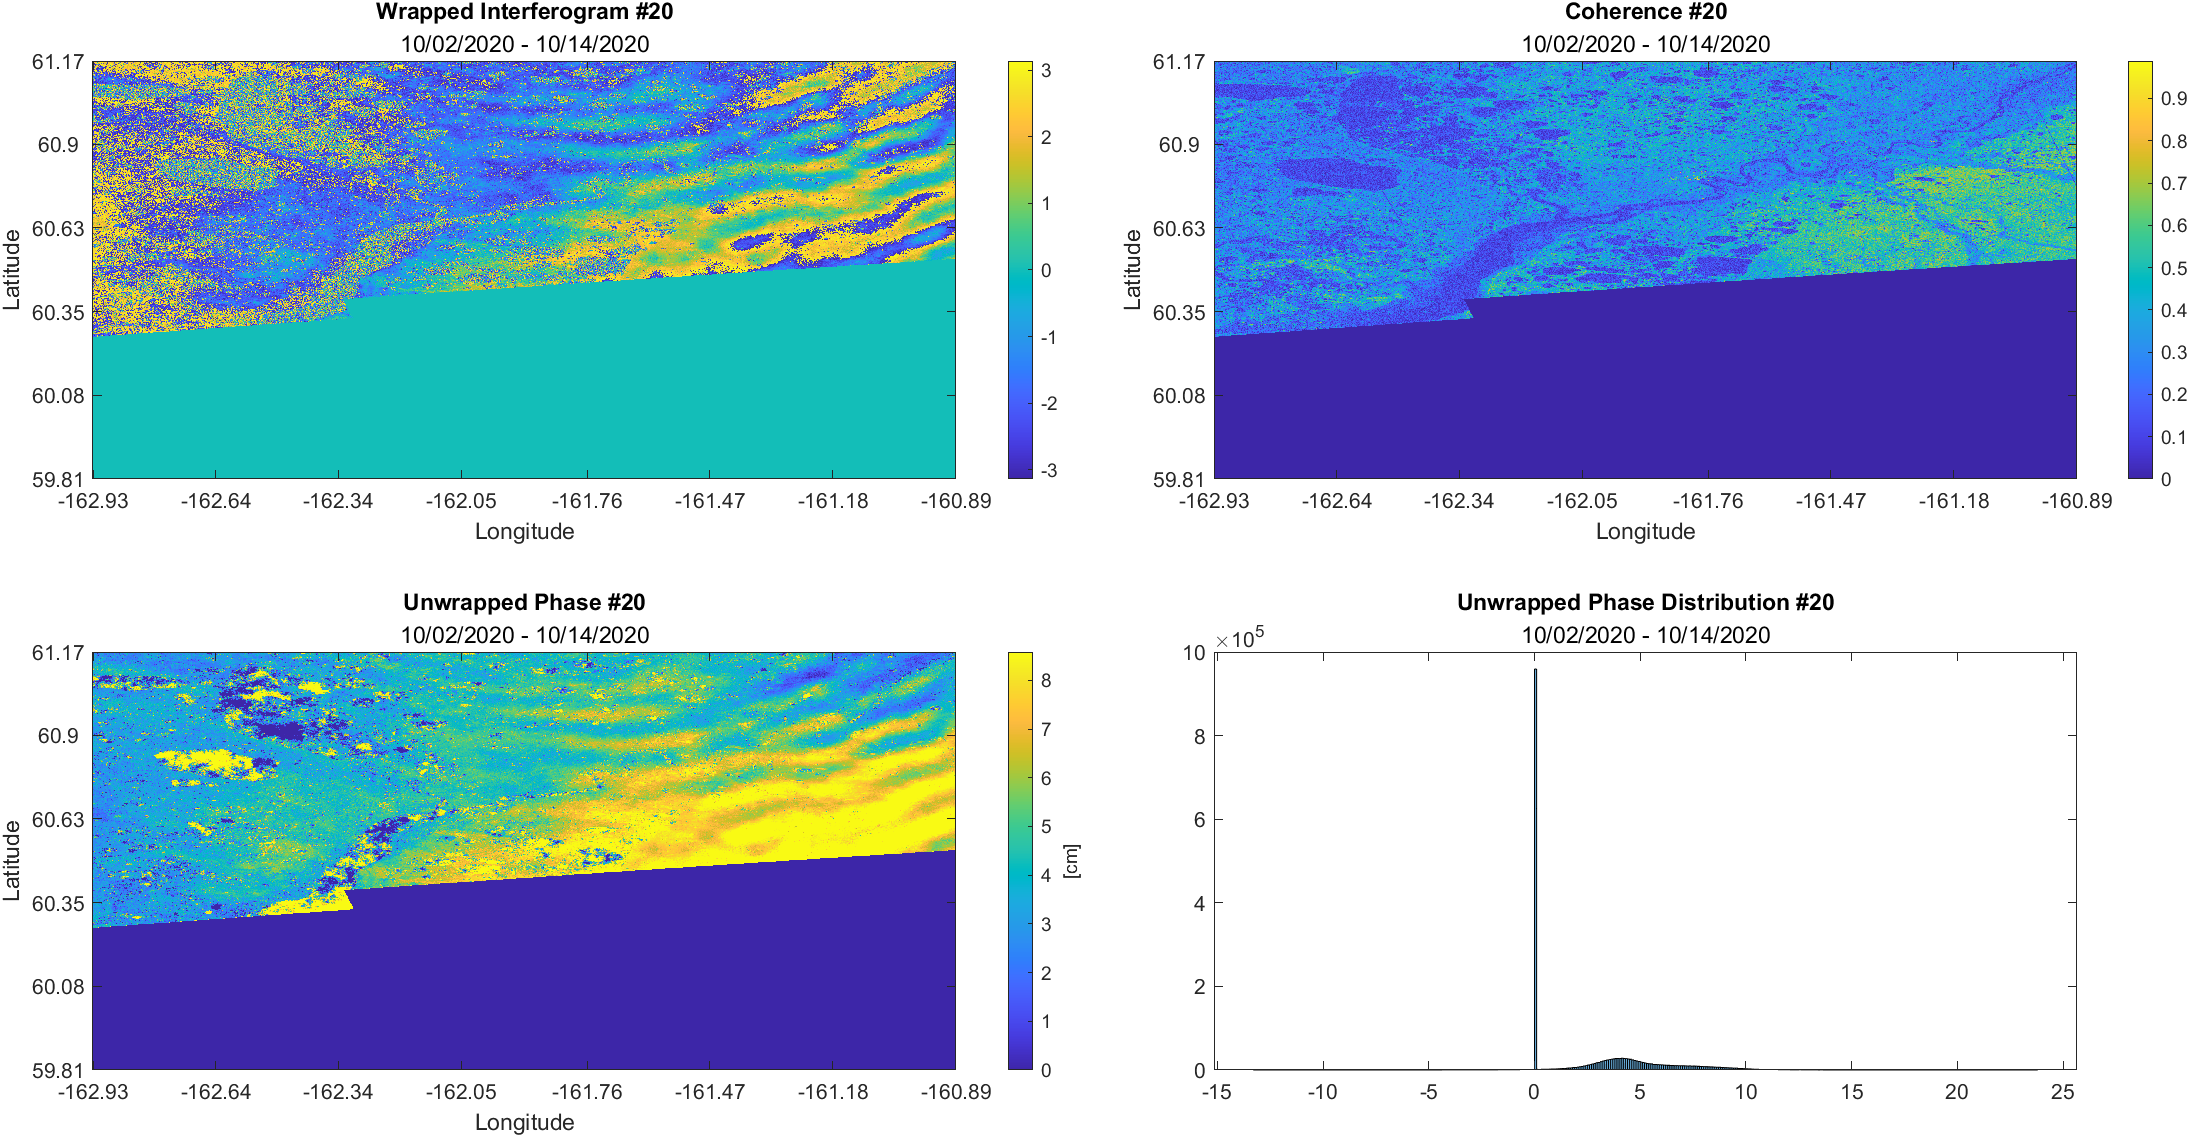 Wrapped Interferogram #20
10/02/2020 - 10/14/2020
61.17
60.9
60.63
60.35
60.08
59.81
Latitude
-162.93 -162.64 -162.34 -162.05 -161.76 -161.47 -161.18 -160.89
Longitude
3
2
1
0
-1
-2
-3
Coherence #20
10/02/2020 - 10/14/2020
61.17
60.9
60.63
60.35
60.08
59.81
Latitude
-162.93 -162.64 -162.34 -162.05 -161.76 -161.47 -161.18 -160.89
Longitude
0.9
0.8
0.7
0.6
0.5
0.4
0.3
0.2
0.1
0
Unwrapped Phase #20
10/02/2020 - 10/14/2020
61.17
60.9
60.63
60.35
60.08
59.81
Latitude
-162.93 -162.64 -162.34 -162.05 -161.76 -161.47 -161.18 -160.89
Longitude
8
7
6
5
4
3
2
1
0
[cm]
Unwrapped Phase Distribution #20
10/02/2020 - 10/14/2020
×10⁵
10
8
6
4
2
0
-15 -10 -5 0 5 10 15 20 25